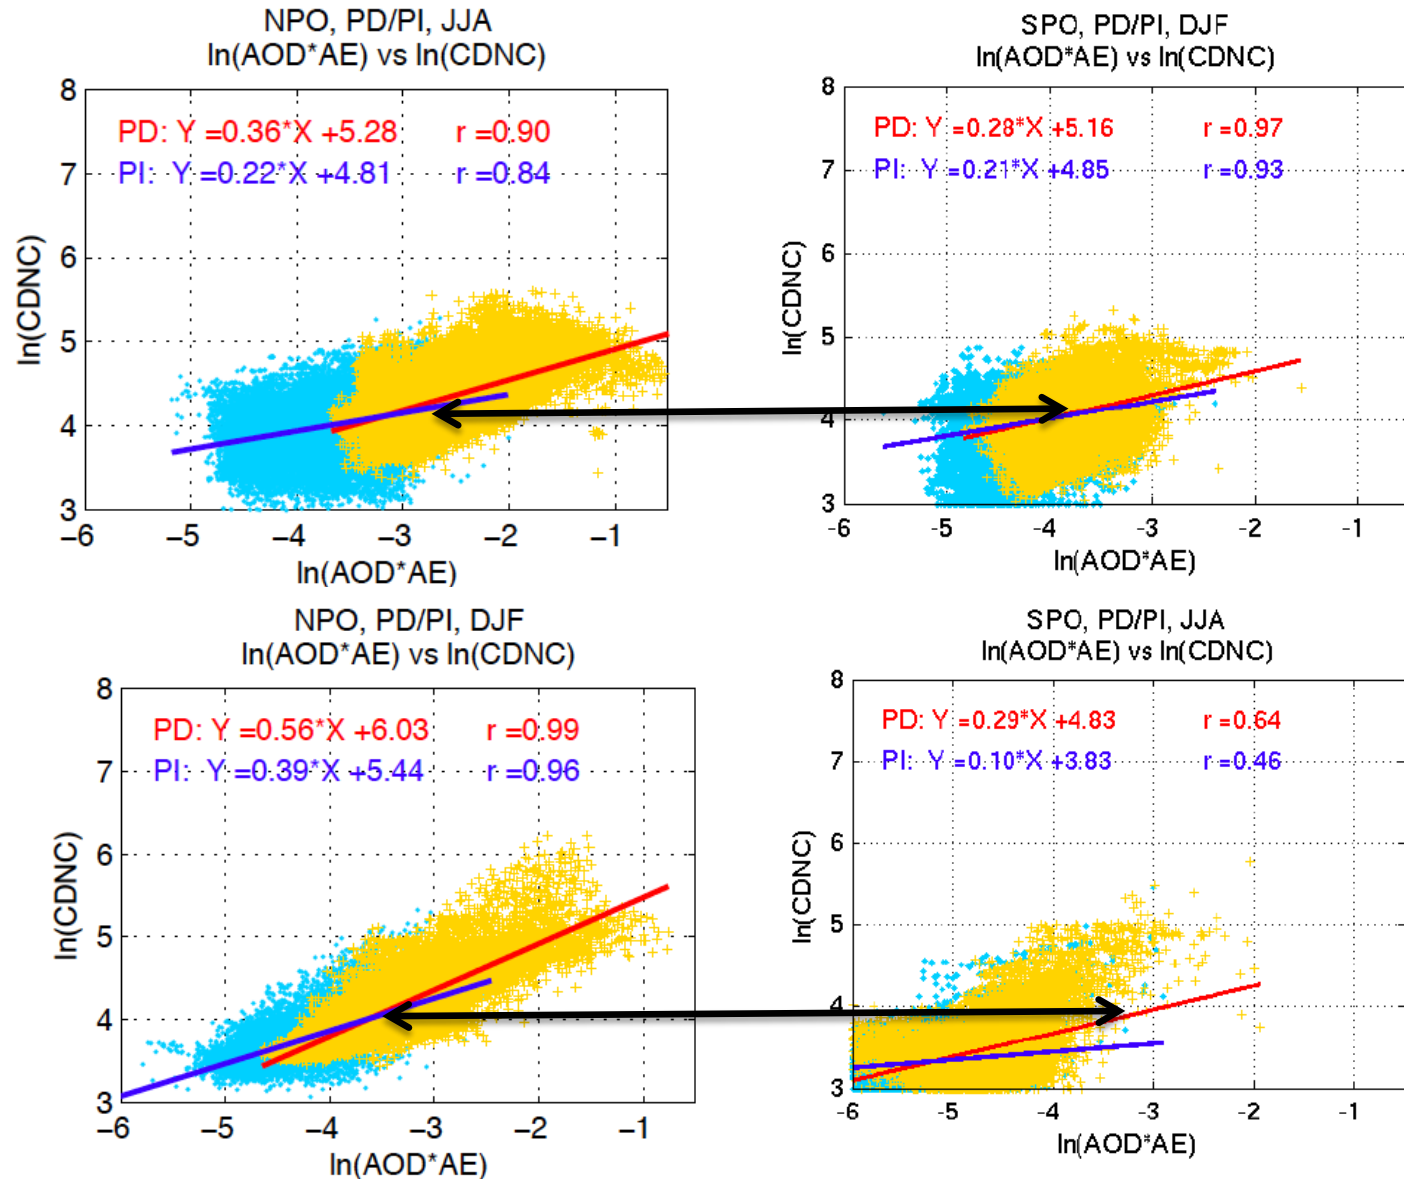 NPO, PD/PI, JJA
ln(AOD*AE) vs ln(CDNC)
PD: Y =0.36*X +5.28 r =0.90
PI: Y =0.22*X +4.81 r =0.84
ln(CDNC)
8
7
6
5
4
3
−6 −5 −4 −3 −2 −1
ln(AOD*AE)
SPO, PD/PI, DJF
ln(AOD*AE) vs ln(CDNC)
PD: Y =0.28*X +5.16 r =0.97
PI: Y =0.21*X +4.85 r =0.93
ln(CDNC)
8
7
6
5
4
3
-6 -5 -4 -3 -2 -1
ln(AOD*AE)
NPO, PD/PI, DJF
ln(AOD*AE) vs ln(CDNC)
PD: Y =0.56*X +6.03 r =0.99
PI: Y =0.39*X +5.44 r =0.96
ln(CDNC)
8
7
6
5
4
3
−6 −5 −4 −3 −2 −1
ln(AOD*AE)
SPO, PD/PI, JJA
ln(AOD*AE) vs ln(CDNC)
PD: Y =0.29*X +4.83 r =0.64
PI: Y =0.10*X +3.83 r =0.46
ln(CDNC)
8
7
6
5
4
3
-6 -5 -4 -3 -2 -1
ln(AOD*AE)